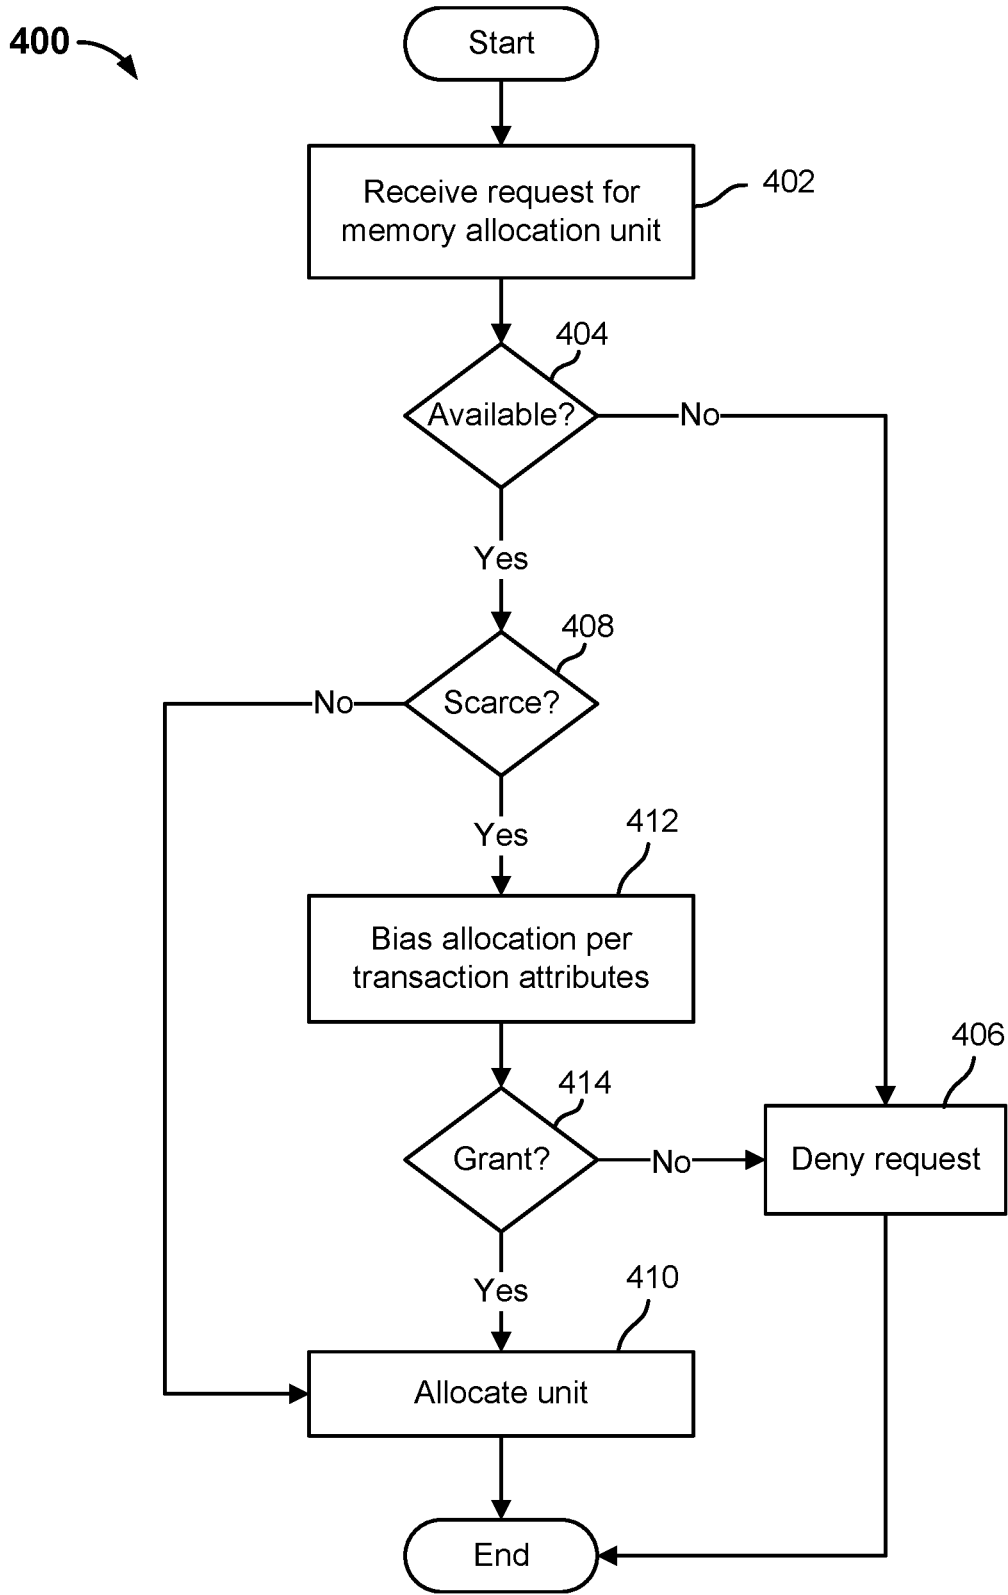 400
Start
Receive request for
memory allocation unit
402
404
Available?
No
Yes
408
Scarce?
No
Yes
412
Bias allocation per
transaction attributes
414
Grant?
No
406
Deny request
Yes
410
Allocate unit
End